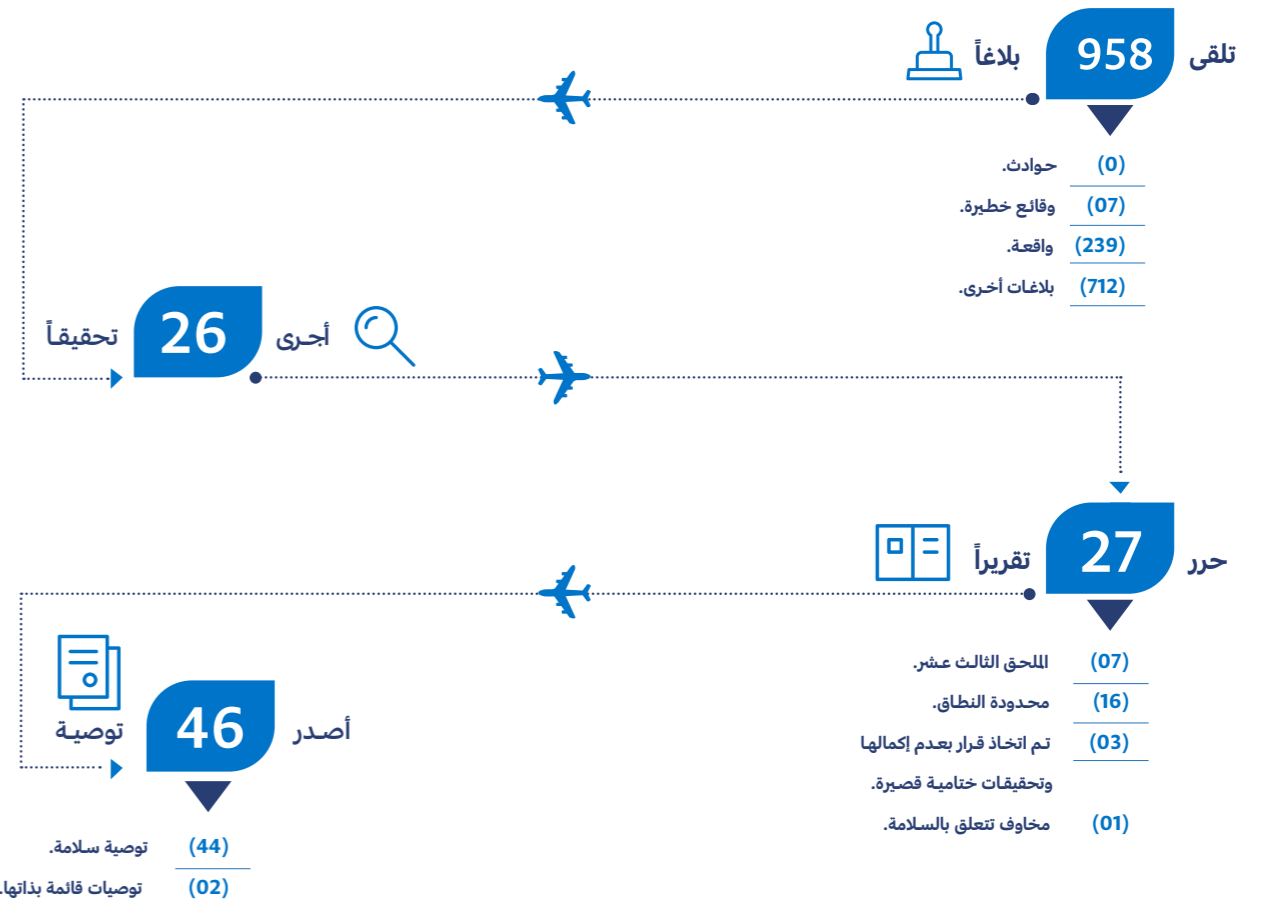 تلقى 958 بلاغاً
(0) حوادث.
(07) وقائع خطيرة.
(239) واقعة.
(712) بلاغات أخرى.
أجرى 26 تحقيقاً
حرر 27 تقريراً
(07) الملحق الثالث عشر.
(16) محدودة النطاق.
(03) تم اتخاذ قرار بعدم إكمالها
وتحقيقات ختامية قصيرة.
(01) مخاوف تتعلق بالسلامة.
أصدر 46 توصية
(44) توصية سلامة.
(02) توصيات قائمة بذاتها.